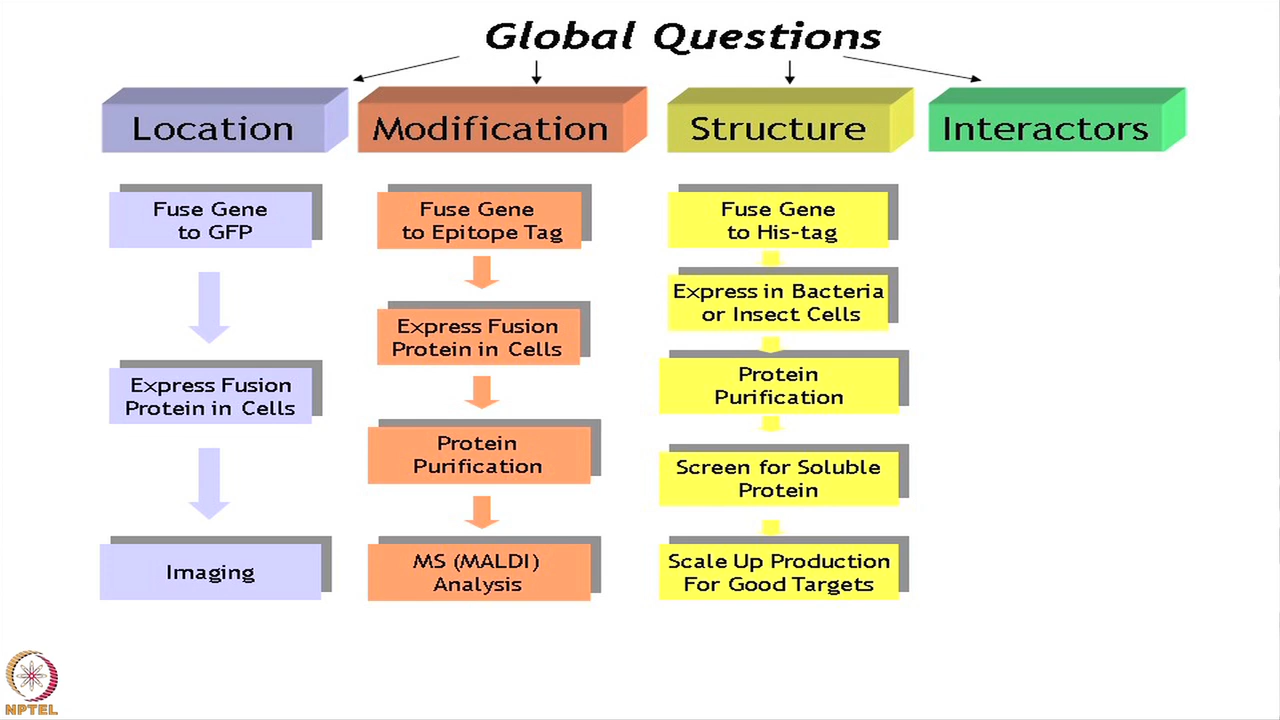 Global Questions
Location
Modification
Structure
Interactors
Fuse Gene
to GFP
Express Fusion
Protein in Cells
Imaging
Fuse Gene
to Epitope Tag
Express Fusion
Protein in Cells
Protein
Purification
MS (MALDI)
Analysis
Fuse Gene
to His-tag
Express in Bacteria
or Insect Cells
Protein
Purification
Screen for Soluble
Protein
Scale Up Production
For Good Targets
NPTEL